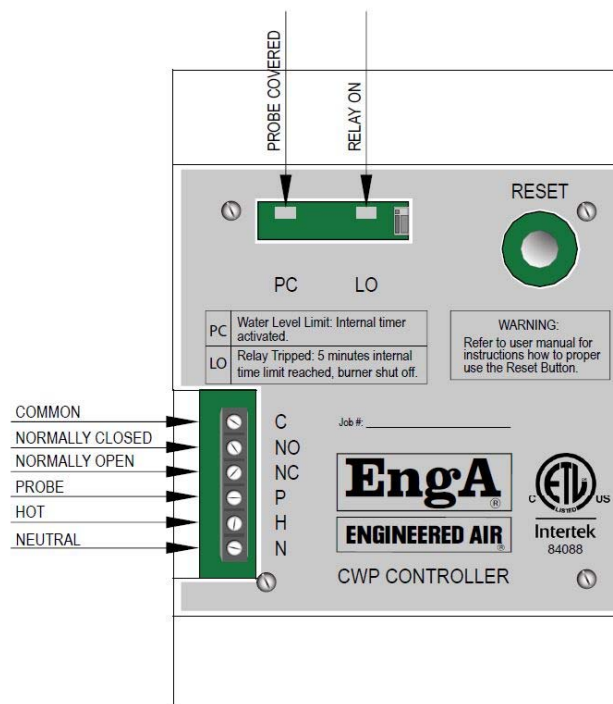 PROBE COVERED
RELAY ON
RESET
PC
LO
PC
Water Level Limit: Internal timer
activated.
LO
Relay Tripped: 5 minutes internal
time limit reached, burner shut off.
WARNING:
Refer to user manual for
instructions how to proper
use the Reset Button.
COMMON
NORMALLY CLOSED
NORMALLY OPEN
PROBE
HOT
NEUTRAL
C
NO
NC
P
H
N
Job #:
EngA®
ENGINEERED AIR®
CWP CONTROLLER
C ETL US
LISTED
Intertek
84088